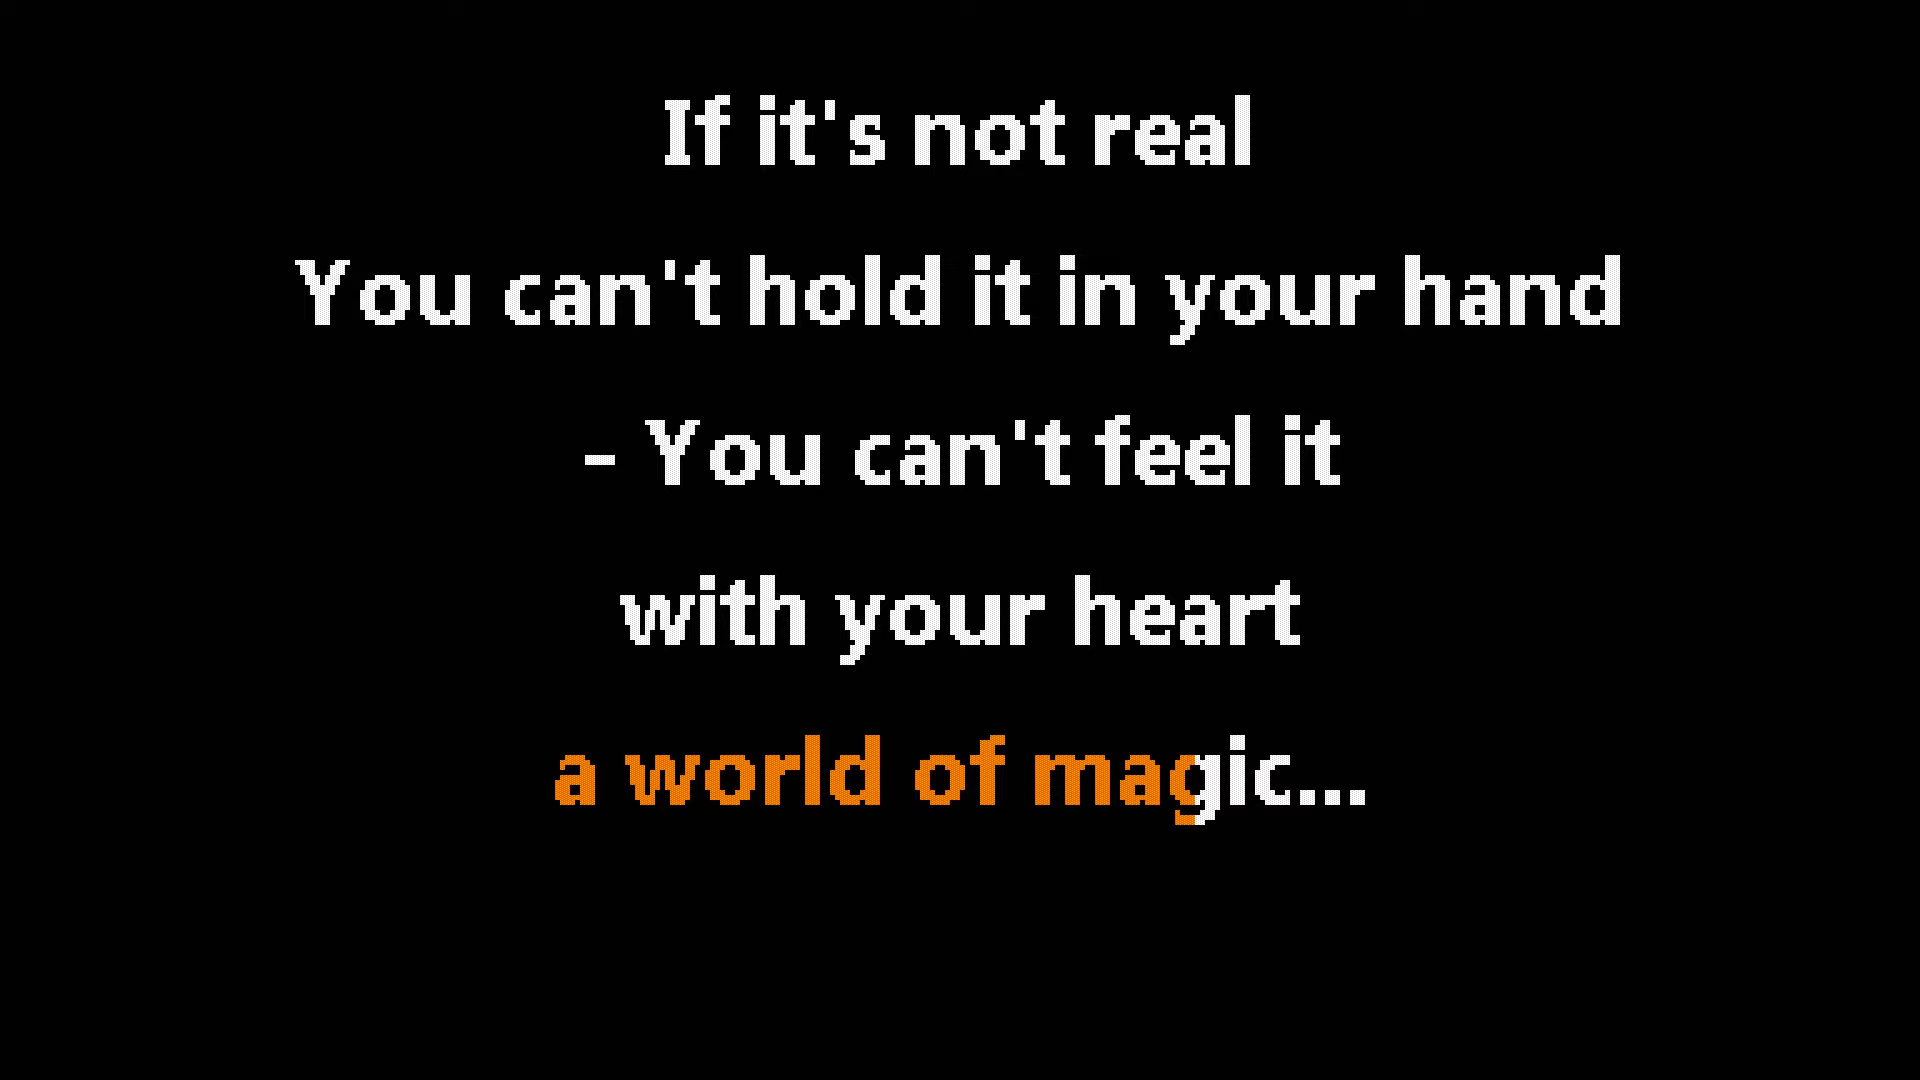 If it's not real
You can't hold it in your hand
- You can't feel it
with your heart
a world of magic...